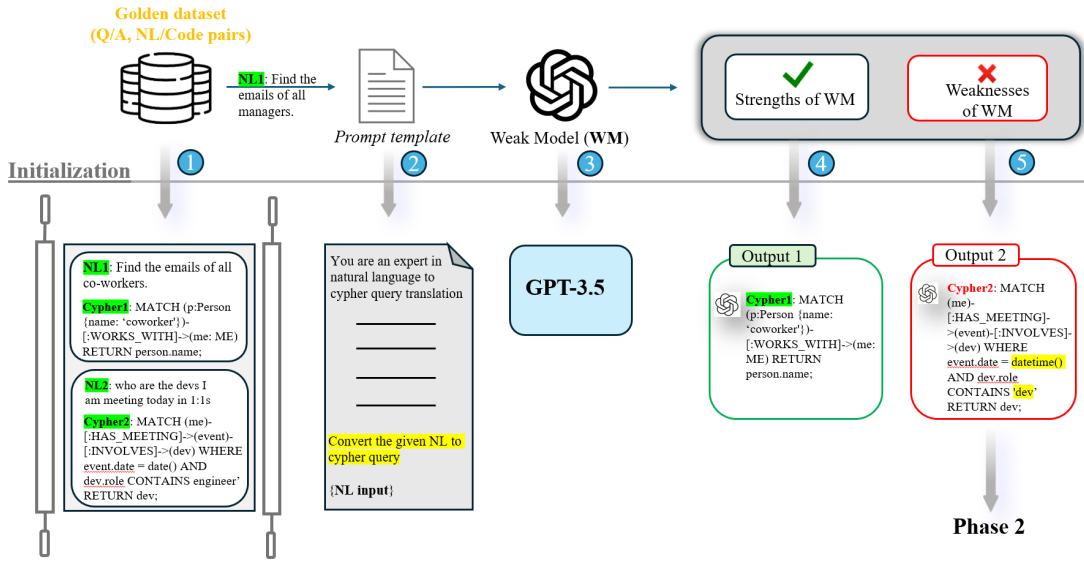 Golden dataset
(Q/A, NL/Code pairs)
NL1: Find the
emails of all
managers.
Prompt template
Weak Model (WM)
Strengths of WM
Weaknesses
of WM
Initialization
1
2
3
4
5
NL1: Find the emails of all
co-workers.
Cypher1: MATCH (p:Person
{name: ‘coworker'})-
[:WORKS_WITH]->(me: ME)
RETURN person.name;
NL2: who are the devs I
am meeting today in 1:1s
Cypher2: MATCH (me)-
[:HAS_MEETING]->(event)-
[:INVOLVES]->(dev) WHERE
event.date = date() AND
dev.role CONTAINS engineer’
RETURN dev;
You are an expert in
natural language to
cypher query translation
Convert the given NL to
cypher query
{NL input}
GPT-3.5
Output 1
Cypher1: MATCH
(p:Person {name:
‘coworker'})-
[:WORKS_WITH]->(me:
ME) RETURN
person.name;
Output 2
Cypher2: MATCH
(me)-
[:HAS_MEETING]-
>(event)-[:INVOLVES]-
>(dev) WHERE
event.date = datetime()
AND dev.role
CONTAINS 'dev’
RETURN dev;
Phase 2